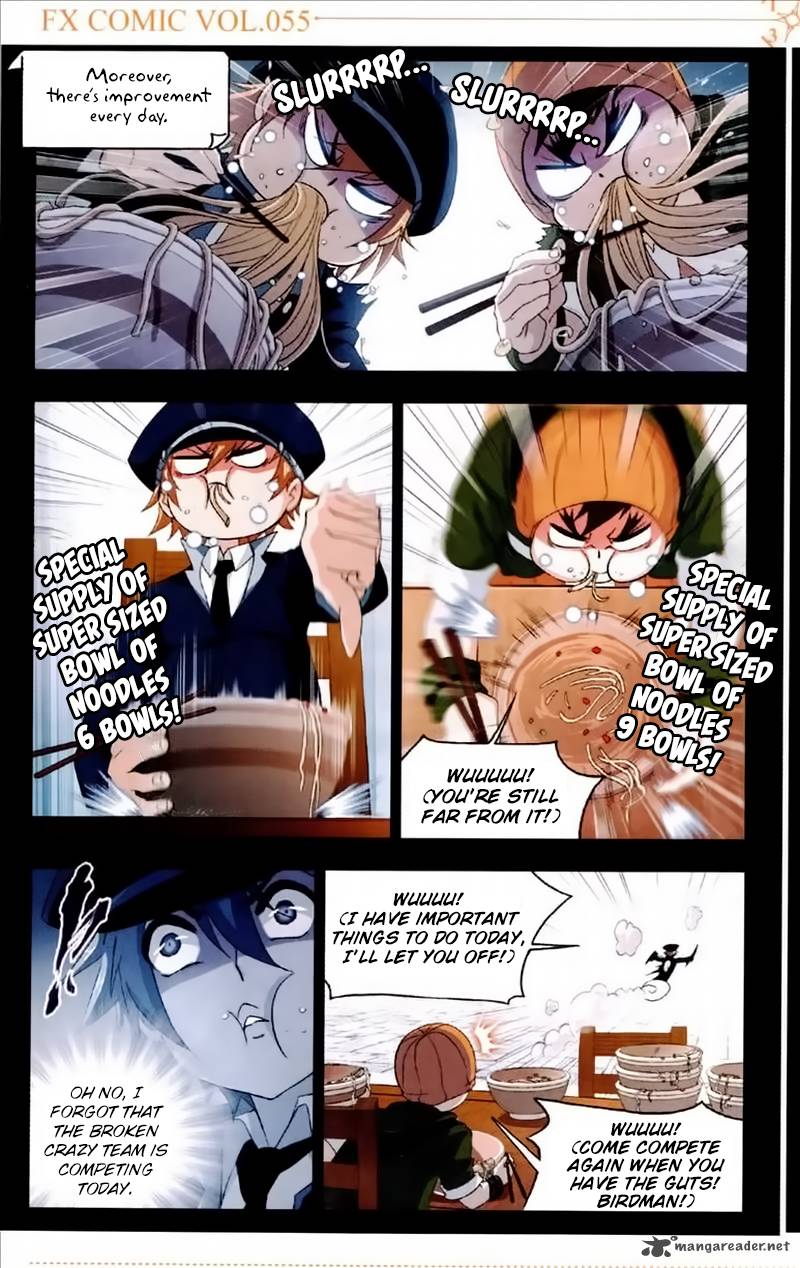 FX COMIC VOL.055
Moreover,
there's improvement
every day.
SLURRRRP...
SLURRRRP...
SPECIAL
SUPPLY OF
SUPER SIZED
BOWL OF
NOODLES
6 BOWLS!
SPECIAL
SUPPLY OF
SUPER SIZED
BOWL OF
NOODLES
9 BOWLS!
WUUUUU!
(YOU'RE STILL
FAR FROM IT!)
OH NO, I
FORGOT THAT
THE BROKEN
CRAZY TEAM IS
COMPETING
TODAY.
WUUUU!
(I HAVE IMPORTANT
THINGS TO DO TODAY,
I'LL LET YOU OFF!)
WUUUU!
(COME COMPETE
AGAIN WHEN YOU
HAVE THE GUTS!
BIRDMAN!)
mangareader.net